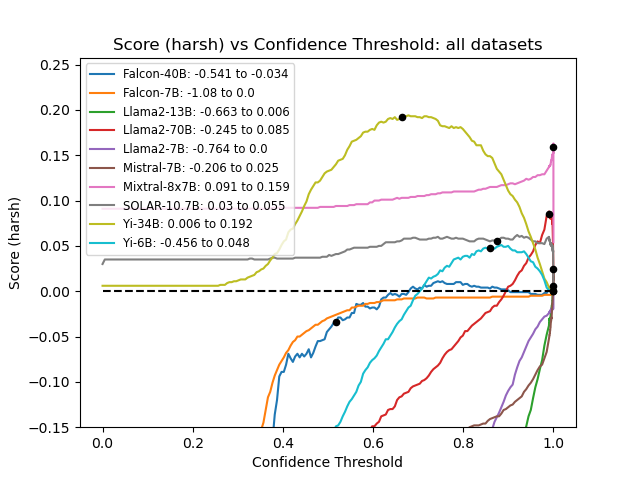 Score (harsh) vs Confidence Threshold: all datasets
0.25
0.20
0.15
0.10
0.05
0.00
−0.05
−0.10
−0.15
Score (harsh)
Falcon-40B: -0.541 to -0.034
Falcon-7B: -1.08 to 0.0
Llama2-13B: -0.663 to 0.006
Llama2-70B: -0.245 to 0.085
Llama2-7B: -0.764 to 0.0
Mistral-7B: -0.206 to 0.025
Mixtral-8x7B: 0.091 to 0.159
SOLAR-10.7B: 0.03 to 0.055
Yi-34B: 0.006 to 0.192
Yi-6B: -0.456 to 0.048
0.0 0.2 0.4 0.6 0.8 1.0
Confidence Threshold